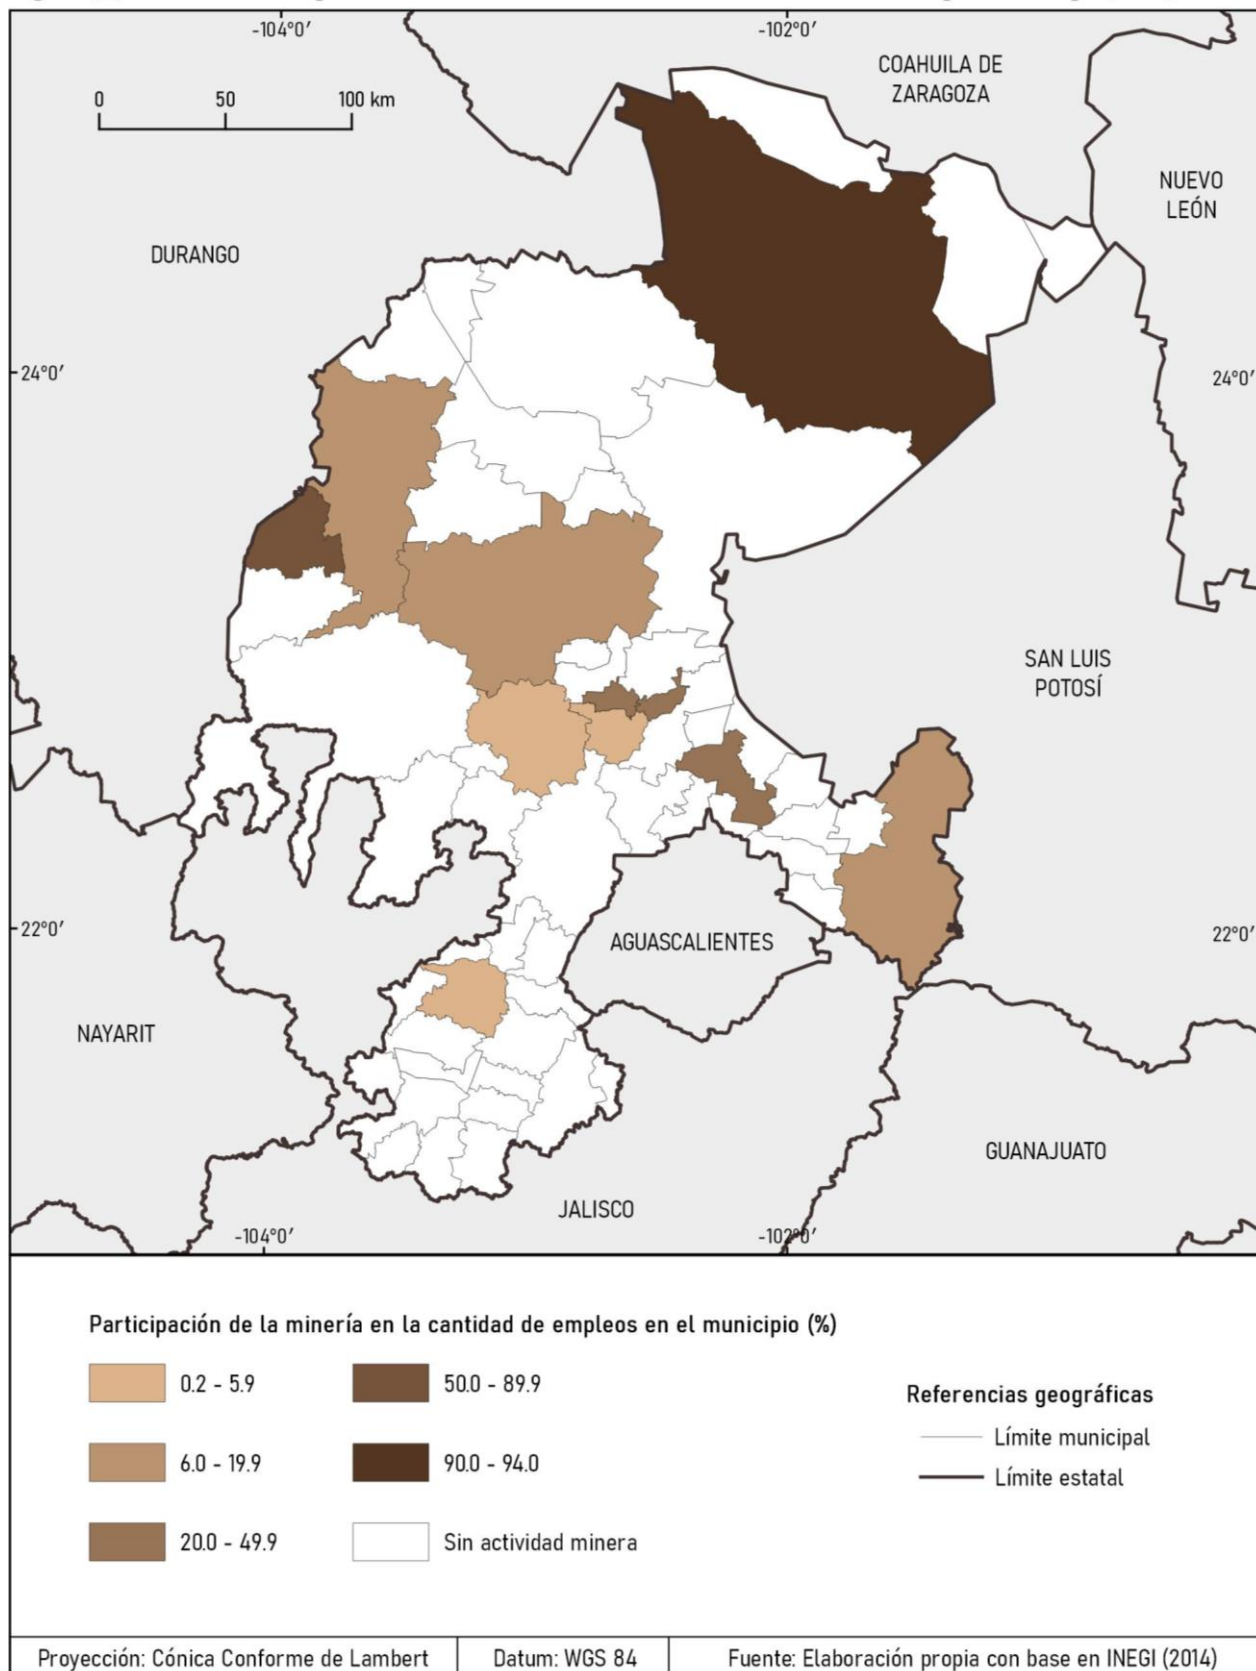 -104°0′
-102°0′
0 50 100 km
COAHUILA DE
ZARAGOZA
NUEVO
LEÓN
DURANGO
24°0′
24°0′
SAN LUIS
POTOSÍ
22°0′
22°0′
AGUASCALIENTES
NAYARIT
GUANAJUATO
JALISCO
-104°0′
-102°0′
Participación de la minería en la cantidad de empleos en el municipio (%)
0.2 - 5.9
50.0 - 89.9
6.0 - 19.9
90.0 - 94.0
20.0 - 49.9
Sin actividad minera
Referencias geográficas
Límite municipal
Límite estatal
Proyección: Cónica Conforme de Lambert
Datum: WGS 84
Fuente: Elaboración propia con base en INEGI (2014)